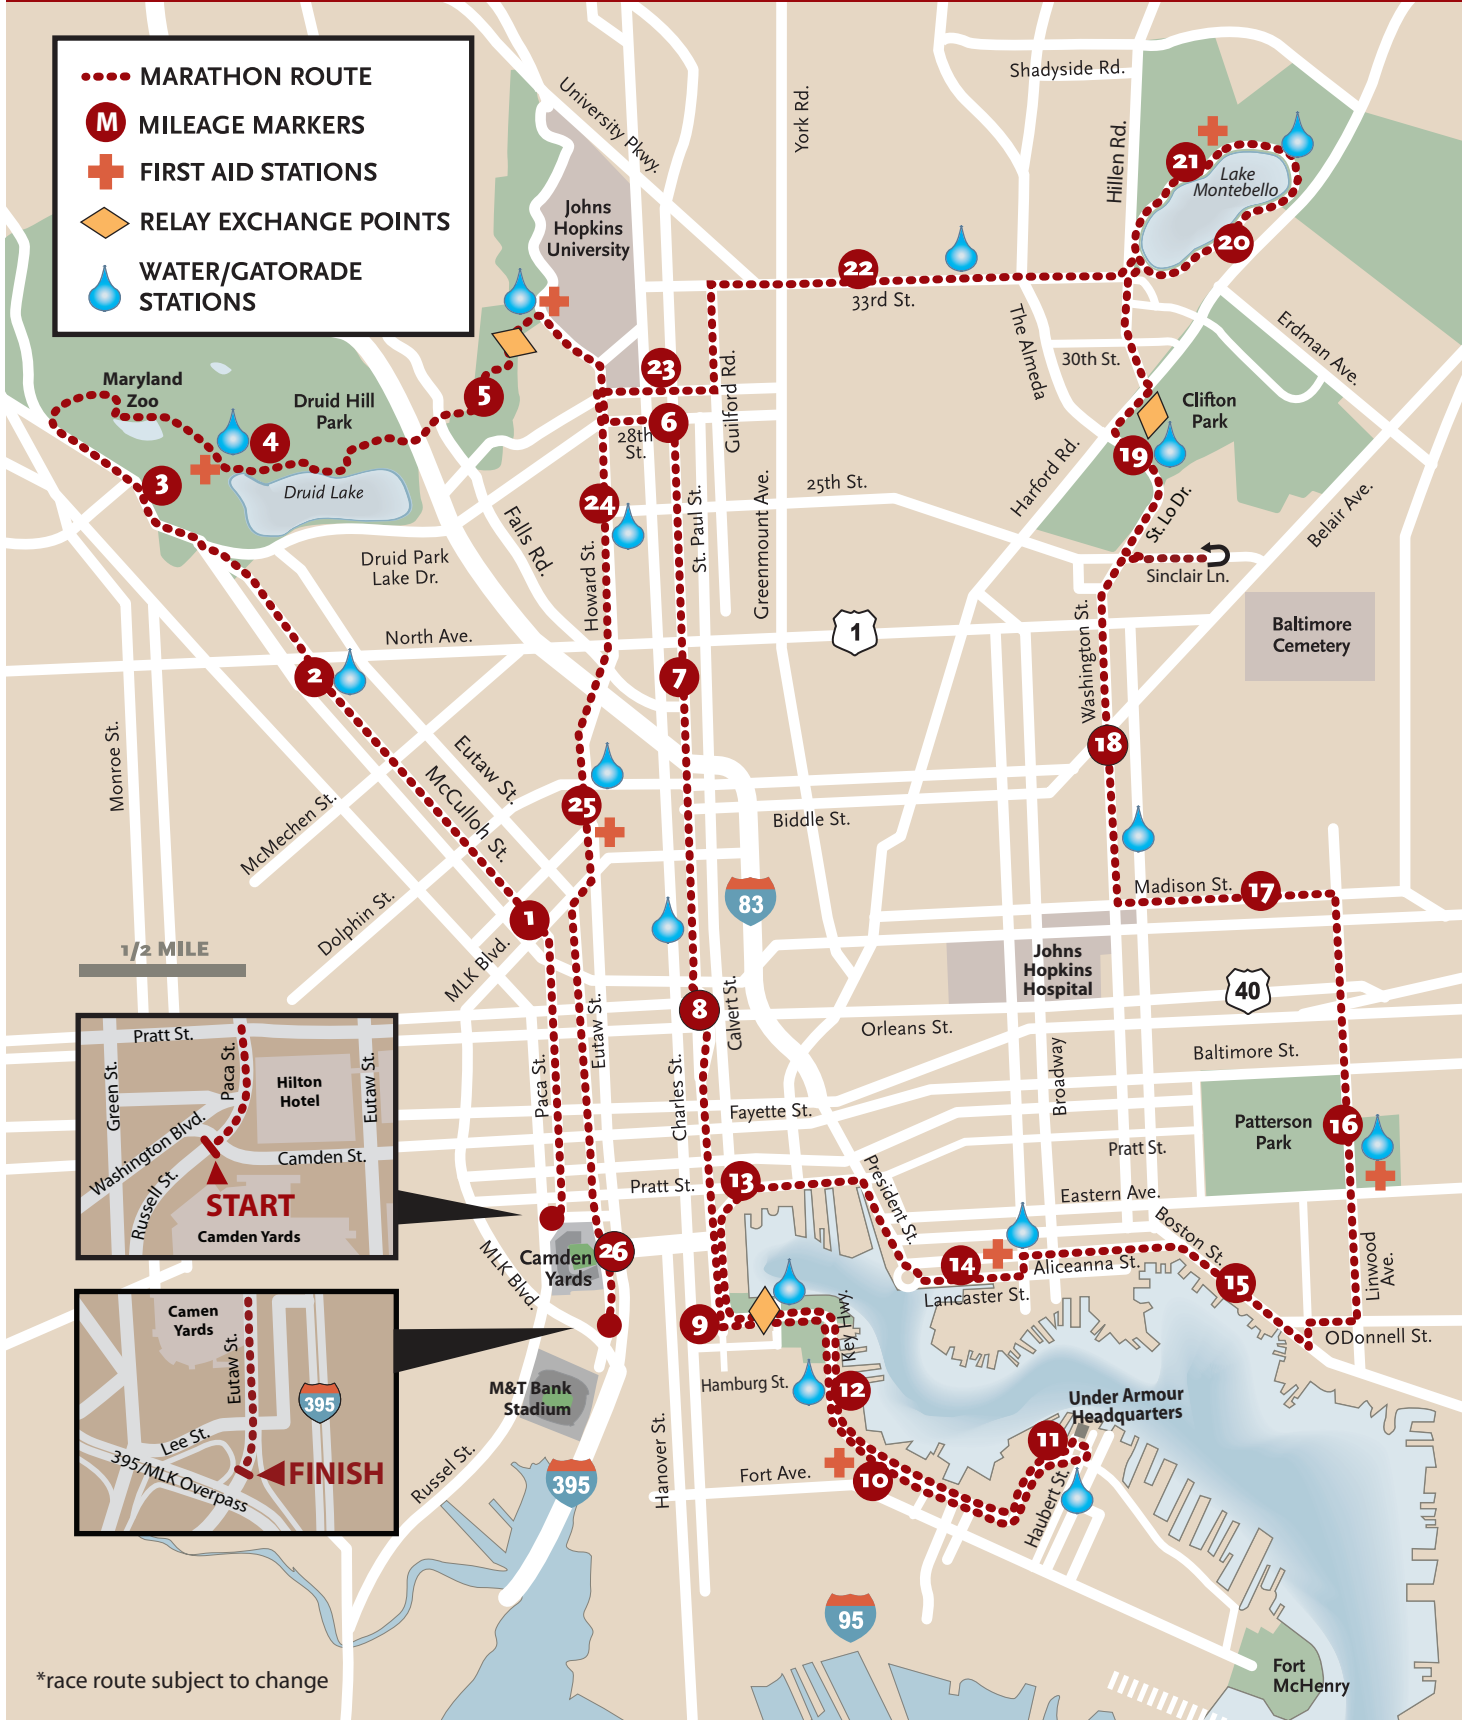 MARATHON ROUTE
M
MILEAGE MARKERS
FIRST AID STATIONS
RELAY EXCHANGE POINTS
WATER/GATORADE
STATIONS
University Pkwy.
York Rd.
Shadyside Rd.
Hillen Rd.
21
Lake
Montebello
20
Johns
Hopkins
University
22
33rd St.
The Almeda
30th St.
Erdman Ave.
Maryland
Zoo
Druid Hill
Park
5
23
Guilford Rd.
6
28th
St.
4
3
Druid Lake
Clifton
Park
19
Harford Rd.
St. Lo Dr.
Belair Ave.
25th St.
24
Falls Rd.
Howard St.
St. Paul St.
Greenmount Ave.
Druid Park
Lake Dr.
Sinclair Ln.
North Ave.
1
Washington St.
Baltimore
Cemetery
2
7
18
Monroe St.
Eutaw St.
McCulloh St.
McMechen St.
25
Biddle St.
Dolphin St.
1
MLK Blvd.
83
Madison St.
17
1/2 MILE
Johns
Hopkins
Hospital
40
8
Calvert St.
Eutaw St.
Orleans St.
Paca St.
Charles St.
Broadway
Baltimore St.
Fayette St.
Patterson
Park
16
Pratt St.
Pratt St.
Green St.
Paca St.
Hilton
Hotel
Eutaw St.
Washington Blvd.
Camden St.
Russell St.
START
Camden Yards
Pratt St.
13
President St.
Eastern Ave.
Boston St.
MLK Blvd.
Camden
Yards
26
14
Aliceanna St.
Lancaster St.
15
Linwood
Ave.
ODonnell St.
9
Key Hwy.
Camen
Yards
Eutaw St.
395
Lee St.
395/MLK Overpass
FINISH
M&T Bank
Stadium
Hamburg St.
12
Under Armour
Headquarters
11
Russel St.
395
Hanover St.
Fort Ave.
10
Haubert St.
95
Fort
McHenry
*race route subject to change